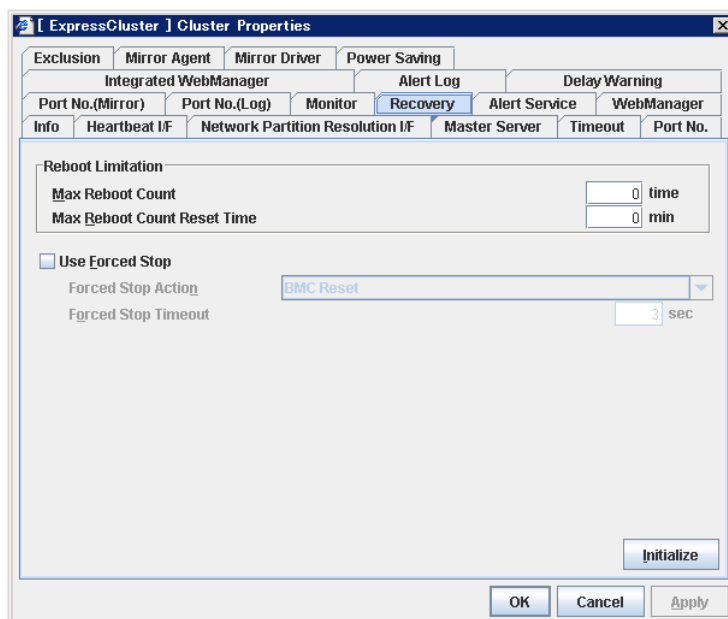 [ ExpressCluster ] Cluster Properties
Exclusion Mirror Agent Mirror Driver Power Saving
Integrated WebManager Alert Log Delay Warning
Port No.(Mirror) Port No.(Log) Monitor Recovery Alert Service WebManager
Info Heartbeat I/F Network Partition Resolution I/F Master Server Timeout Port No.
Reboot Limitation
Max Reboot Count 0 time
Max Reboot Count Reset Time 0 min
Use Forced Stop
Forced Stop Action BMC Reset
Forced Stop Timeout 3 sec
Initialize
OK Cancel Apply